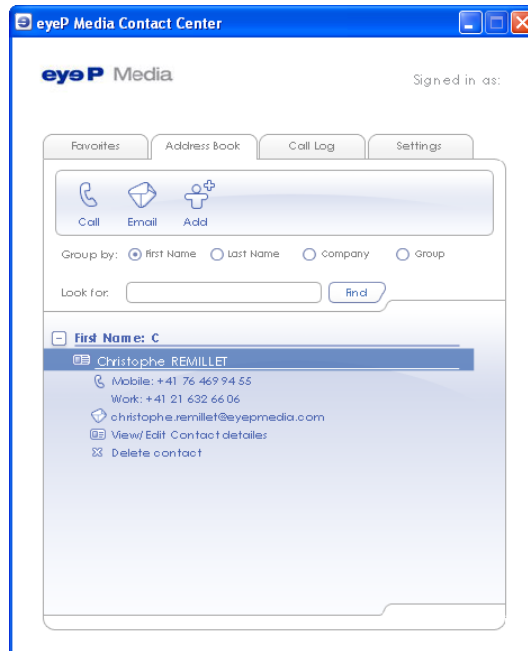 eyeP Media Contact Center
eyeP Media
Signed in as:
Favorites Address Book Call Log Settings
Call Email Add
Group by: First Name Last Name Company Group
Look for: Find
First Name: C
Christophe REMILLET
Mobile: +41 76 469 94 55
Work: +41 21 632 66 06
christophe.remillet@eyepmedia.com
View/Edit Contact detailes
Delete contact